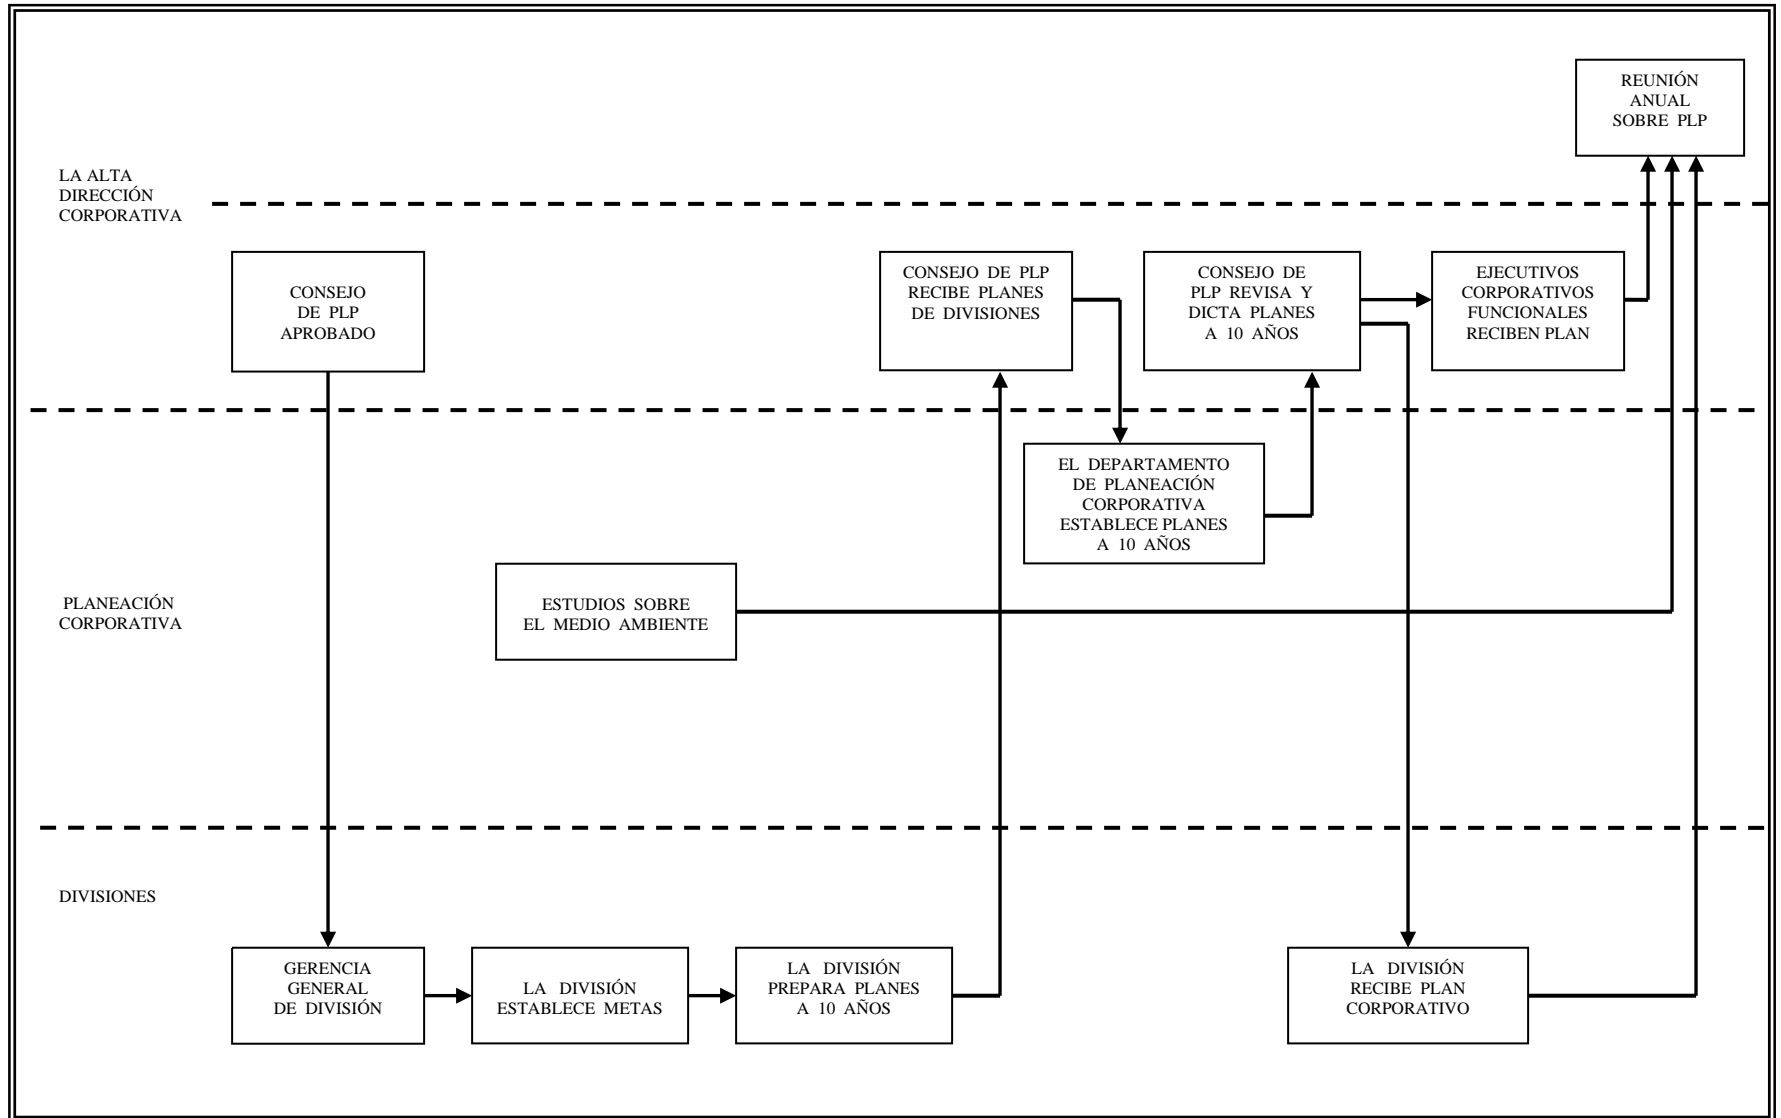 REUNIÓN
ANUAL
SOBRE PLP
LA ALTA
DIRECCIÓN
CORPORATIVA
CONSEJO
DE PLP
APROBADO
CONSEJO DE PLP
RECIBE PLANES
DE DIVISIONES
CONSEJO DE
PLP REVISA Y
DICTA PLANES
A 10 AÑOS
EJECUTIVOS
CORPORATIVOS
FUNCIONALES
RECIBEN PLAN
EL DEPARTAMENTO
DE PLANEACIÓN
CORPORATIVA
ESTABLECE PLANES
A 10 AÑOS
PLANEACIÓN
CORPORATIVA
ESTUDIOS SOBRE
EL MEDIO AMBIENTE
DIVISIONES
GERENCIA
GENERAL
DE DIVISIÓN
LA DIVISIÓN
ESTABLECE METAS
LA DIVISIÓN
PREPARA PLANES
A 10 AÑOS
LA DIVISIÓN
RECIBE PLAN
CORPORATIVO